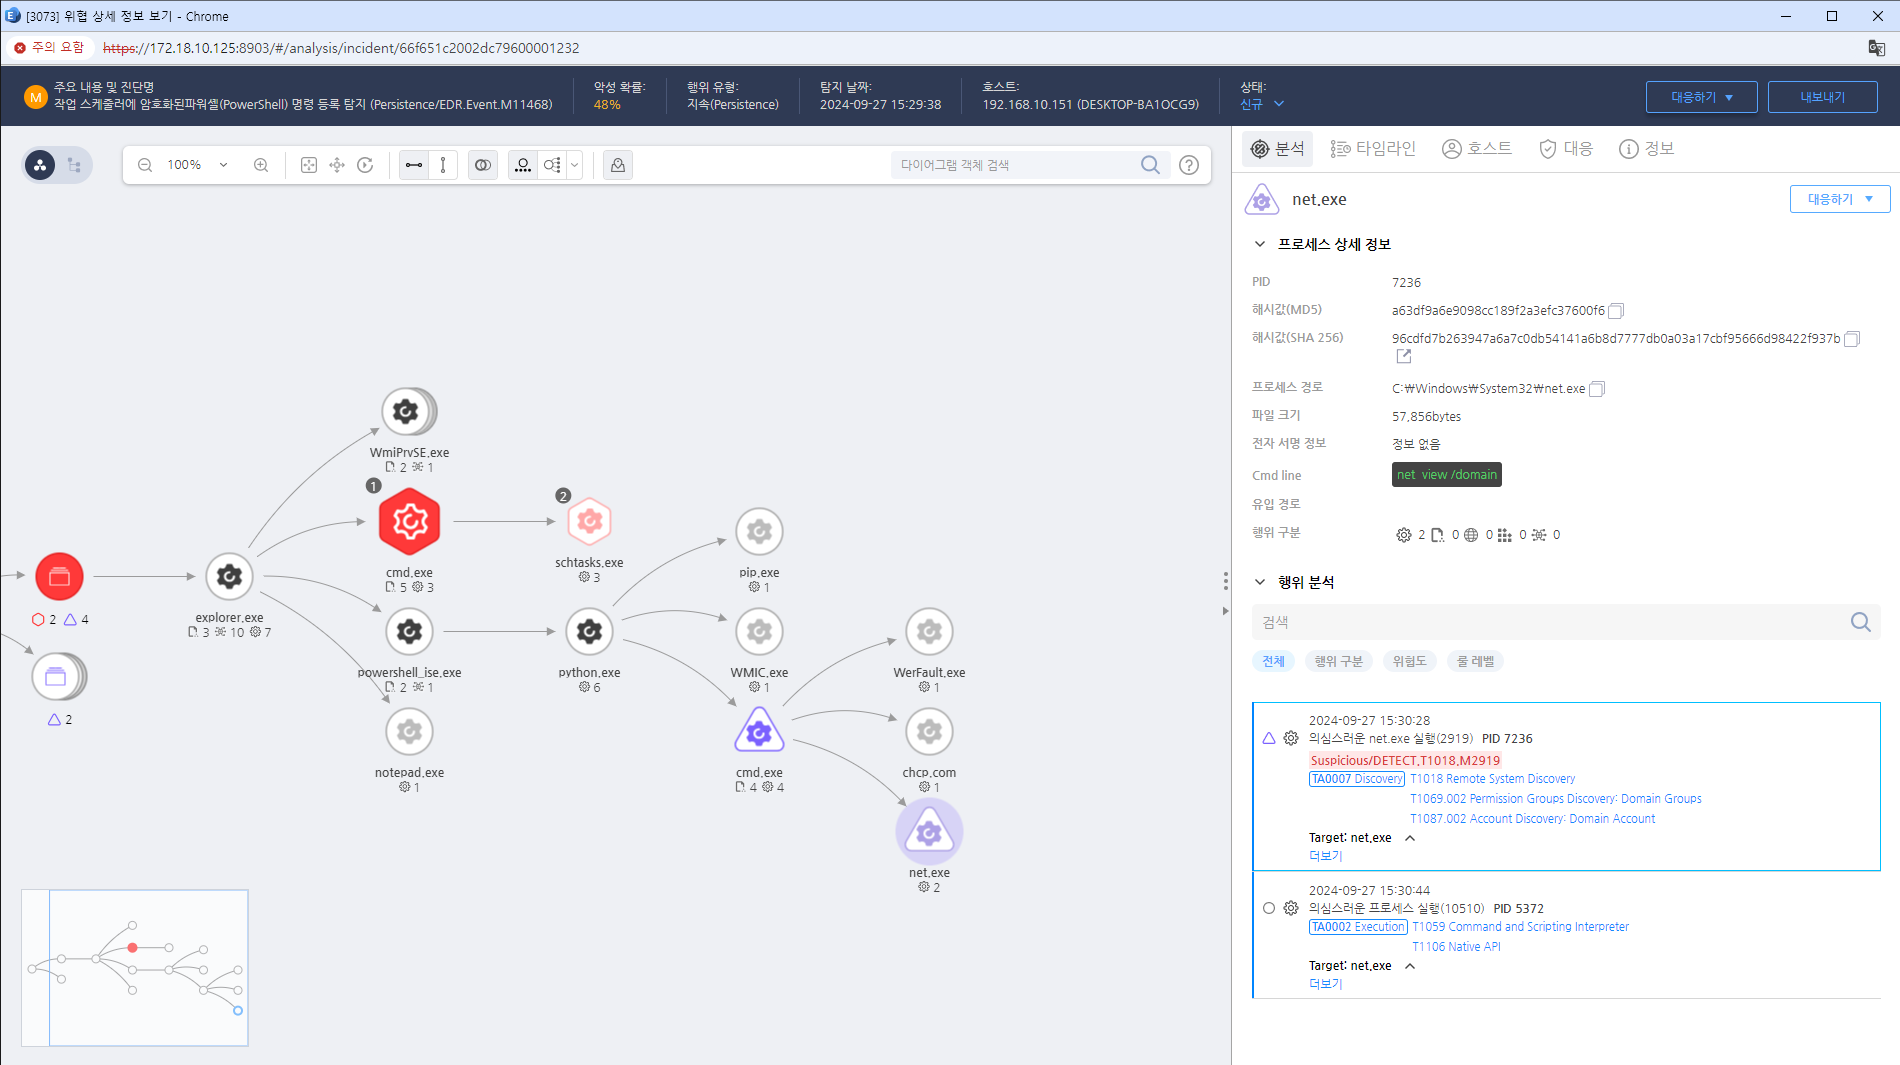 [3073] 위협 상세 정보 보기 - Chrome
주의 요함 https://172.18.10.125:8903/#/analysis/incident/66f651c2002dc79600001232
M 주요 내용 및 진단명
작업 스케줄러에 암호화된파워셸(PowerShell) 명령 등록 탐지 (Persistence/EDR.Event.M11468)
악성 확률:
48%
행위 유형:
지속(Persistence)
탐지 날짜:
2024-09-27 15:29:38
호스트:
192.168.10.151 (DESKTOP-BA1OCG9)
상태:
신규
대응하기
내보내기
100%
다이어그램 객체 검색
?
WmiPrvSE.exe
2 1
1
cmd.exe
5 3
2
schtasks.exe
3
pip.exe
1
2 4
explorer.exe
3 10 7
powershell_ise.exe
2 1
python.exe
6
WMIC.exe
1
WerFault.exe
1
2
notepad.exe
1
cmd.exe
4 4
chcp.com
1
net.exe
2
분석 타임라인 호스트 대응 정보
net.exe
대응하기
프로세스 상세 정보
PID 7236
해시값(MD5) a63df9a6e9098cc189f2a3efc37600f6
해시값(SHA 256) 96cdfd7b263947a6a7c0db54141a6b8d7777db0a03a17cbf95666d98422f937b
프로세스 경로 C:₩Windows₩System32₩net.exe
파일 크기 57,856bytes
전자 서명 정보 정보 없음
Cmd line net view /domain
유입 경로
행위 구분 2 0 0 0 0
행위 분석
검색
전체 행위 구분 위험도 룰 레벨
2024-09-27 15:30:28
의심스러운 net.exe 실행(2919) PID 7236
Suspicious/DETECT.T1018.M2919
TA0007 Discovery T1018 Remote System Discovery
T1069.002 Permission Groups Discovery: Domain Groups
T1087.002 Account Discovery: Domain Account
Target: net.exe
더보기
2024-09-27 15:30:44
의심스러운 프로세스 실행(10510) PID 5372
TA0002 Execution T1059 Command and Scripting Interpreter
T1106 Native API
Target: net.exe
더보기